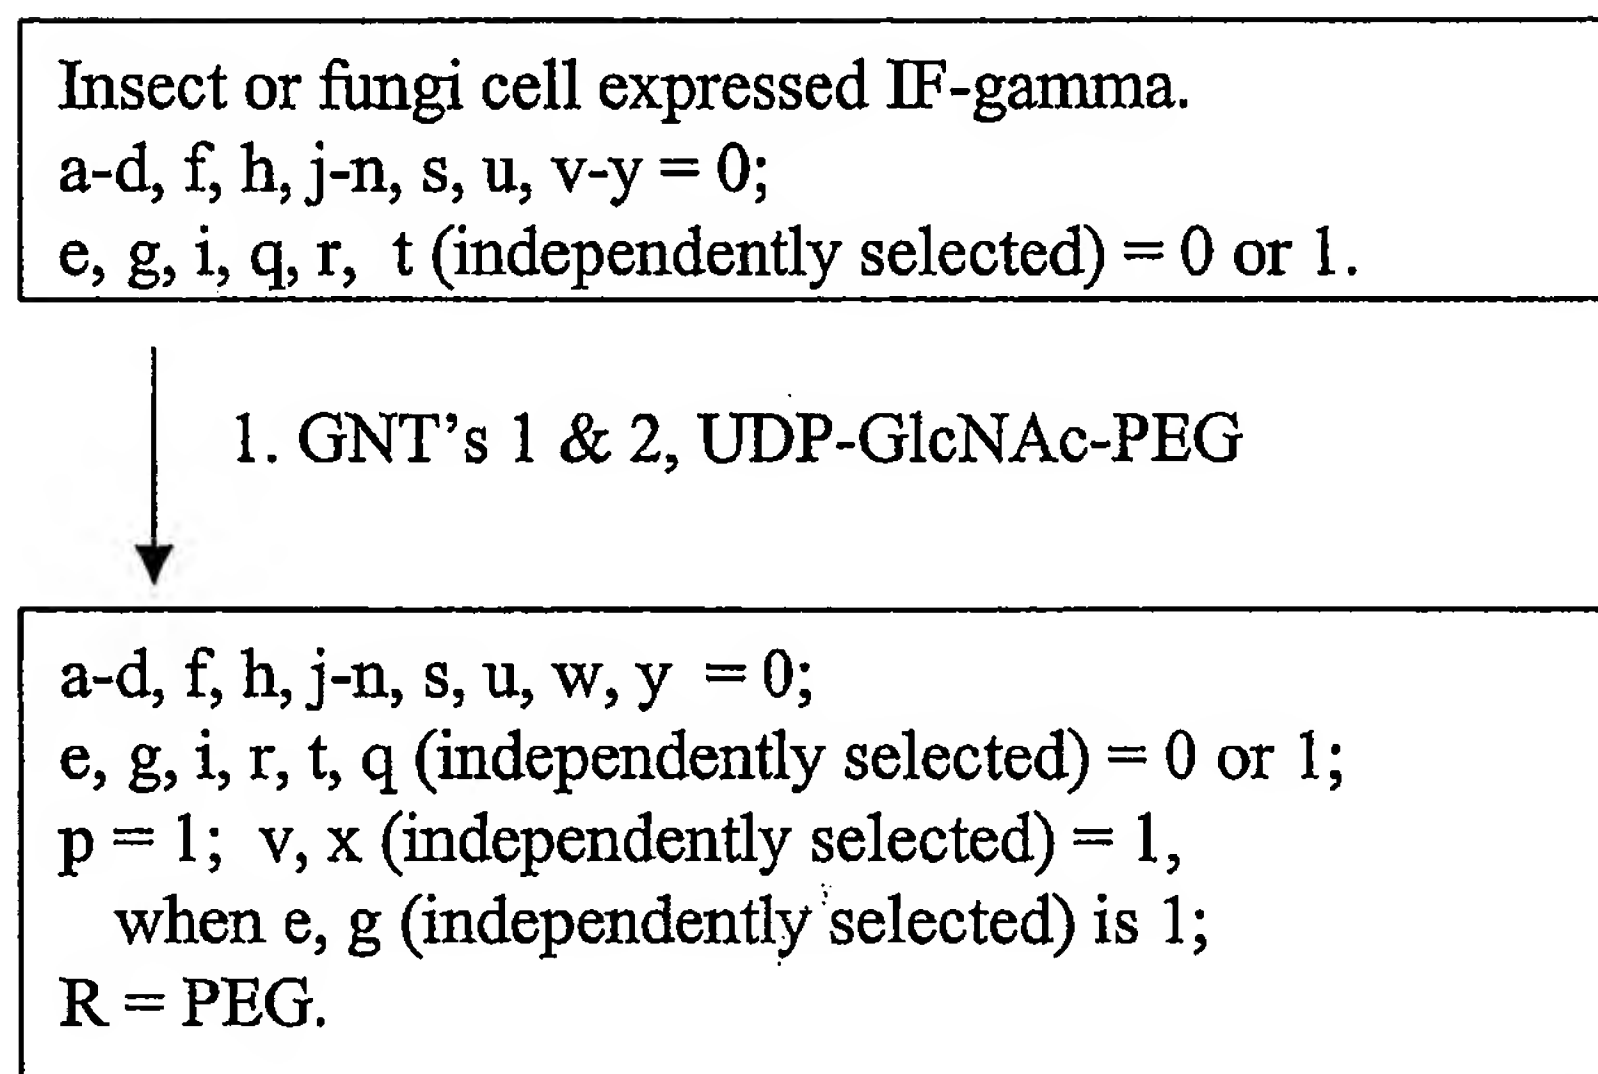 Insect or fungi cell expressed IF-gamma.
a-d, f, h, j-n, s, u, v-y = 0;
e, g, i, q, r, t (independently selected) = 0 or 1.
1. GNT's 1 & 2, UDP-GlcNAc-PEG
a-d, f, h, j-n, s, u, w, y = 0;
e, g, i, r, t, q (independently selected) = 0 or 1;
p = 1; v, x (independently selected) = 1,
when e, g (independently selected) is 1;
R = PEG.